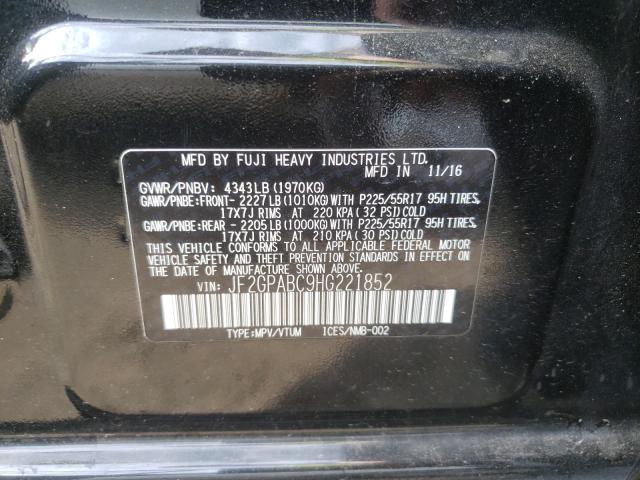 MFD BY FUJI HEAVY INDUSTRIES LTD.
GVWR/PNBV: 4343LB(1970KG) 11/16
GAWR/PNBE:FRONT- 2227LB(1010KG)WITH P225/55R17 95H TIRES,
17X7J RIMS AT 220 KPA(32 PSI)COLD
GAWR/PNBE:REAR - 2205LB(1000KG)WITH P225/55R17 95H TIRES,
17X7J RIMS AT 210 KPA(30 PSI)COLD
THIS VEHICLE CONFORMS TO ALL APPLICABLE FEDERAL MOTOR
VEHICLE SAFETY AND THEFT PREVENTION STANDARDS IN EFFECT
ON THE DATE OF MANUFACTURE SHOWN ABOVE.
VIN: JF2GPABC9HG221852
TYPE:MPV/VTUM ICES/NMB-002